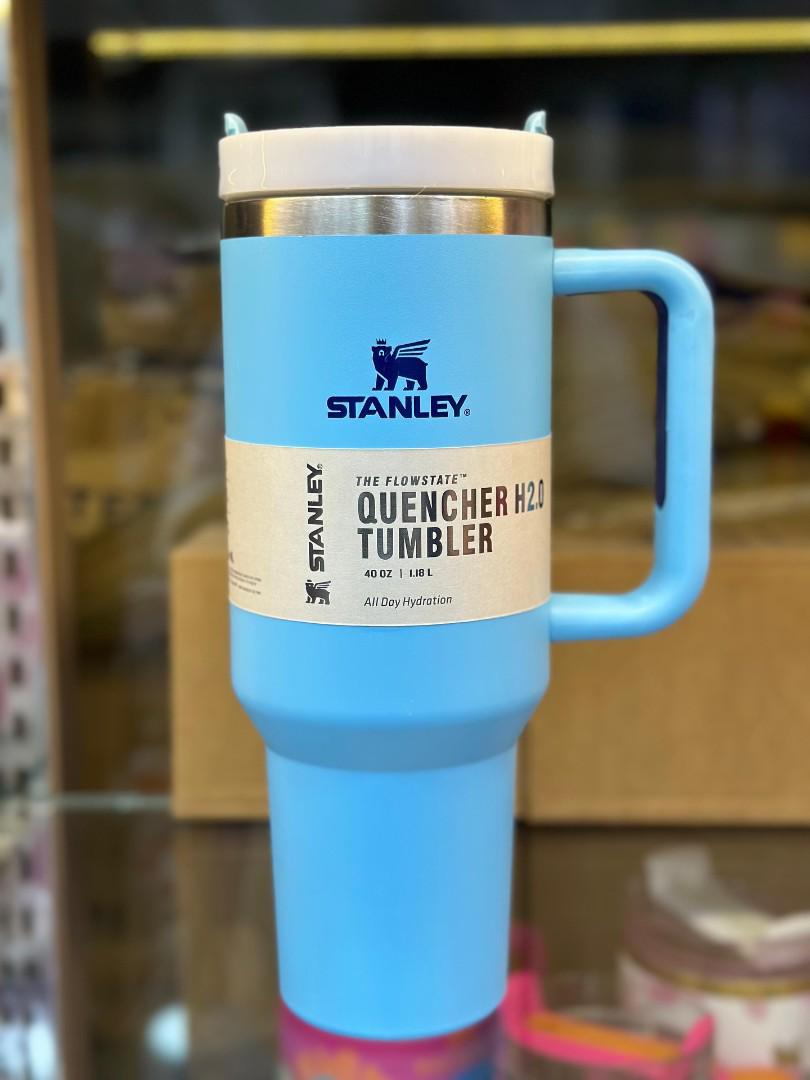 STANLEY®
STANLEY®
THE FLOWSTATE™
QUENCHER H2.0
TUMBLER
40 OZ | 1.18 L
All Day Hydration